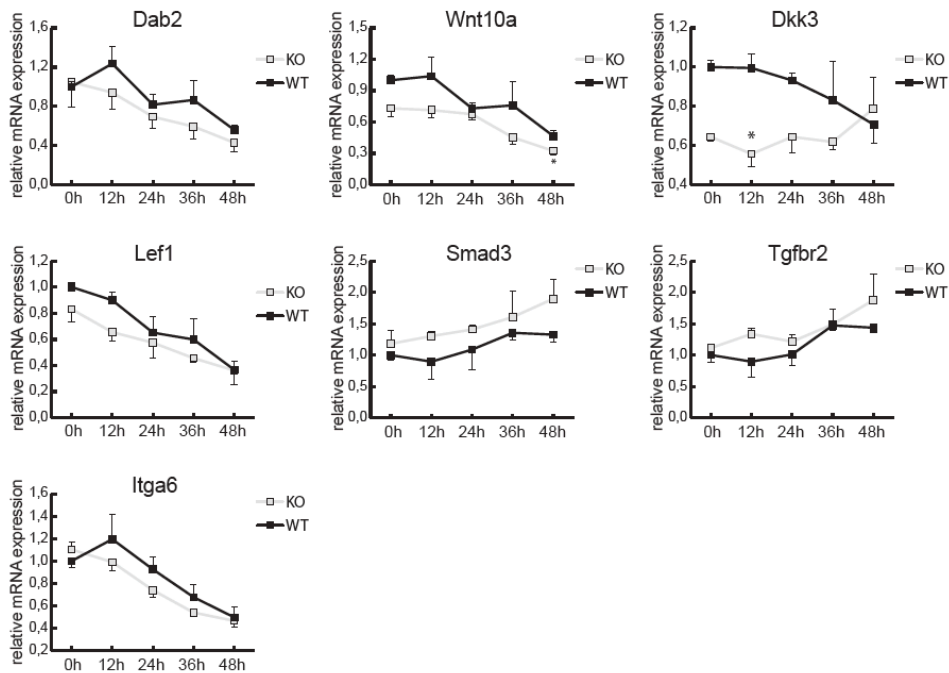 Dab2
relative mRNA expression
1,6
1,2
0,8
0,4
0,0
0h 12h 24h 36h 48h
KO
WT
Wnt10a
relative mRNA expression
1,5
1,2
0,9
0,6
0,3
0,0
0h 12h 24h 36h 48h
*
KO
WT
Dkk3
relative mRNA expression
1,2
1,0
0,8
0,6
0,4
0h 12h 24h 36h 48h
*
KO
WT
Lef1
relative mRNA expression
1,2
1,0
0,8
0,6
0,4
0,2
0,0
0h 12h 24h 36h 48h
KO
WT
Smad3
relative mRNA expression
2,5
2,0
1,5
1,0
0,5
0,0
0h 12h 24h 36h 48h
KO
WT
Tgfbr2
relative mRNA expression
2,5
2,0
1,5
1,0
0,5
0,0
0h 12h 24h 36h 48h
KO
WT
Itga6
relative mRNA expression
1,6
1,4
1,2
1,0
0,8
0,6
0,4
0,2
0h 12h 24h 36h 48h
KO
WT